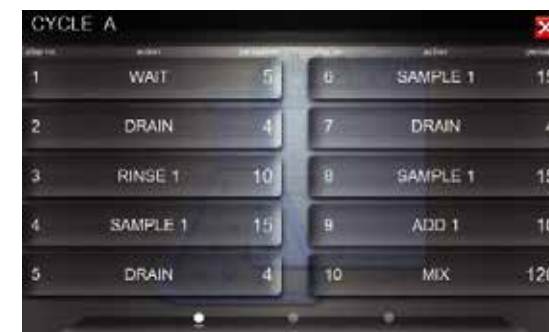 CYCLE A
1 WAIT 5
2 DRAIN 4
3 RINSE 1 10
4 SAMPLE 1 15
5 DRAIN 4
6 SAMPLE 1
7 DRAIN
8 SAMPLE 1
9 ADD 1
10 MIX